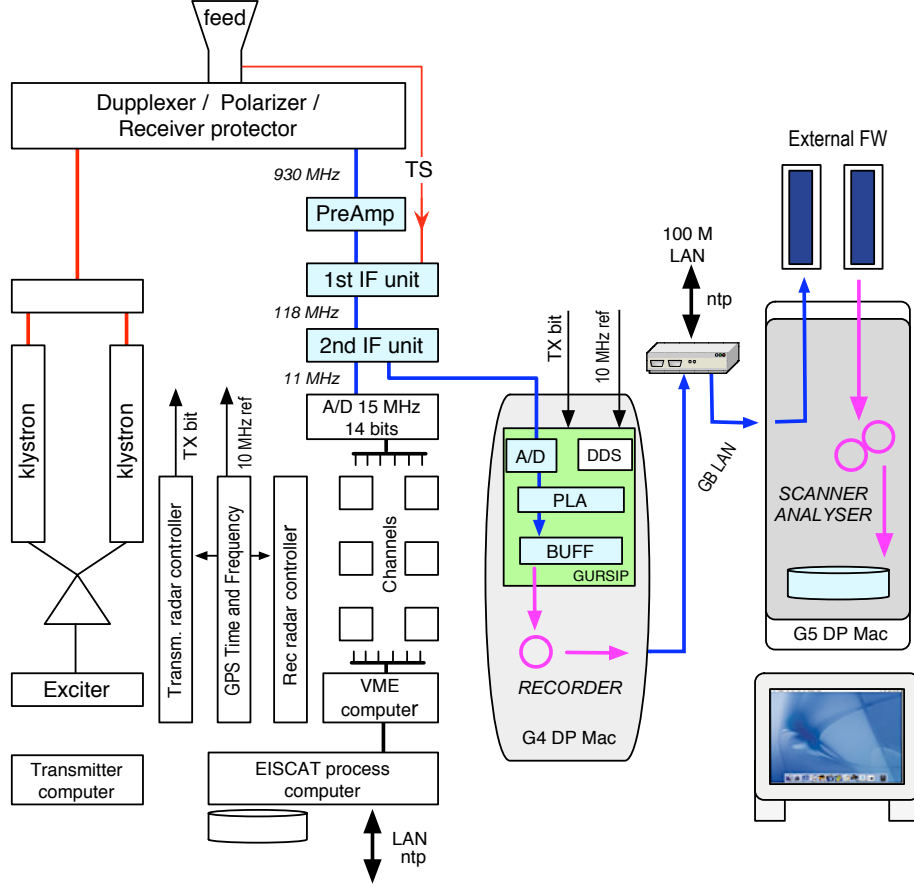 feed
Dupplexer / Polarizer /
Receiver protector
930 MHz
TS
PreAmp
1st IF unit
118 MHz
2nd IF unit
11 MHz
A/D 15 MHz
14 bits
klystron
klystron
TX bit
10 MHz ref
Transm. radar controller
GPS Time and Frequency
Rec radar controller
Channels
Exciter
VME
computer
Transmitter
computer
EISCAT process
computer
LAN
ntp
TX bit
10 MHz ref
A/D
DDS
PLA
BUFF
GURSIP
RECORDER
G4 DP Mac
100 M
LAN
ntp
GB LAN
External FW
SCANNER
ANALYSER
G5 DP Mac